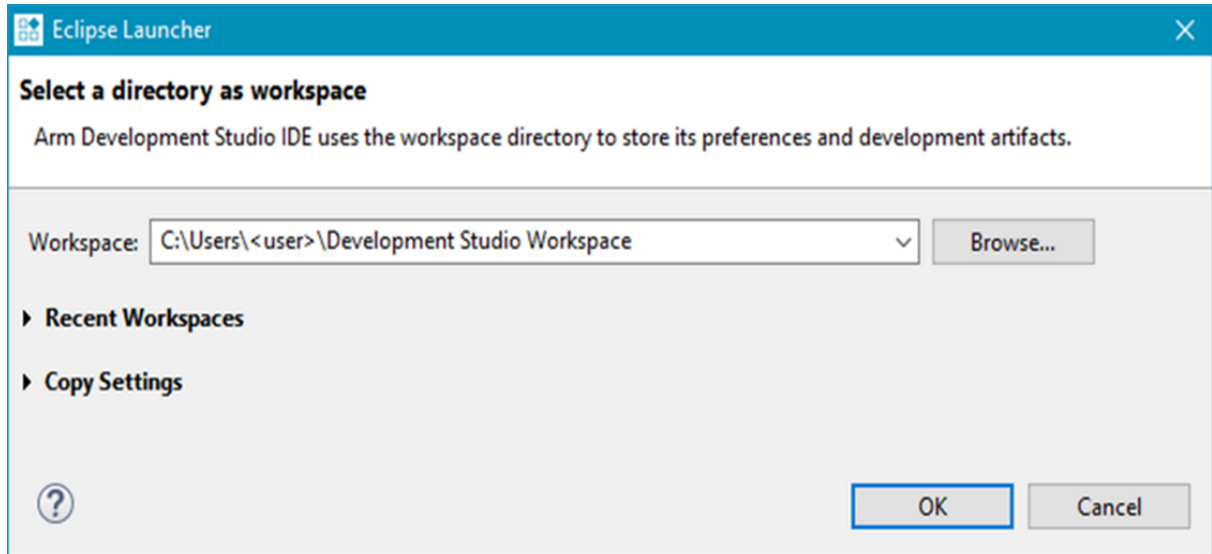 Eclipse Launcher
Select a directory as workspace
Arm Development Studio IDE uses the workspace directory to store its preferences and development artifacts.
Workspace: C:\Users\<user>\Development Studio Workspace Browse...
Recent Workspaces
Copy Settings
? OK Cancel